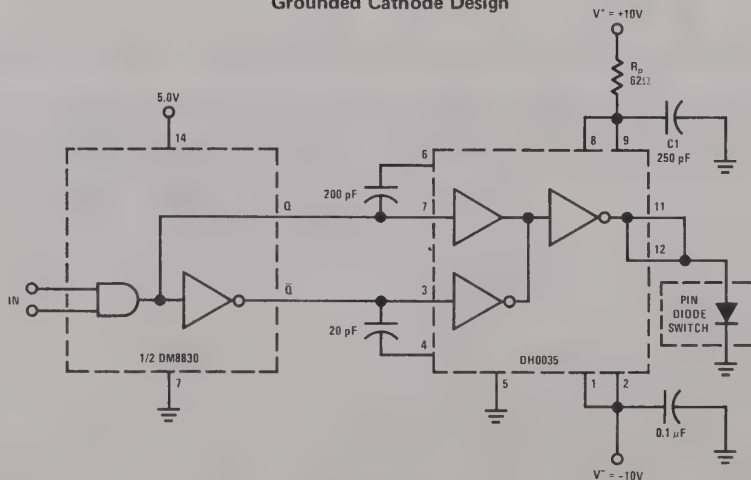 Grounded Cathode Design
V+ = +10V
Rp
62Ω
5.0V
14
8
9
C1
250 pF
6
200 pF
Q
7
11
12
IN
Q̄
3
PIN
DIODE
SWITCH
20 pF
4
1/2 DM8830
DH0035
7
5
1
2
0.1 μF
V− = −10V